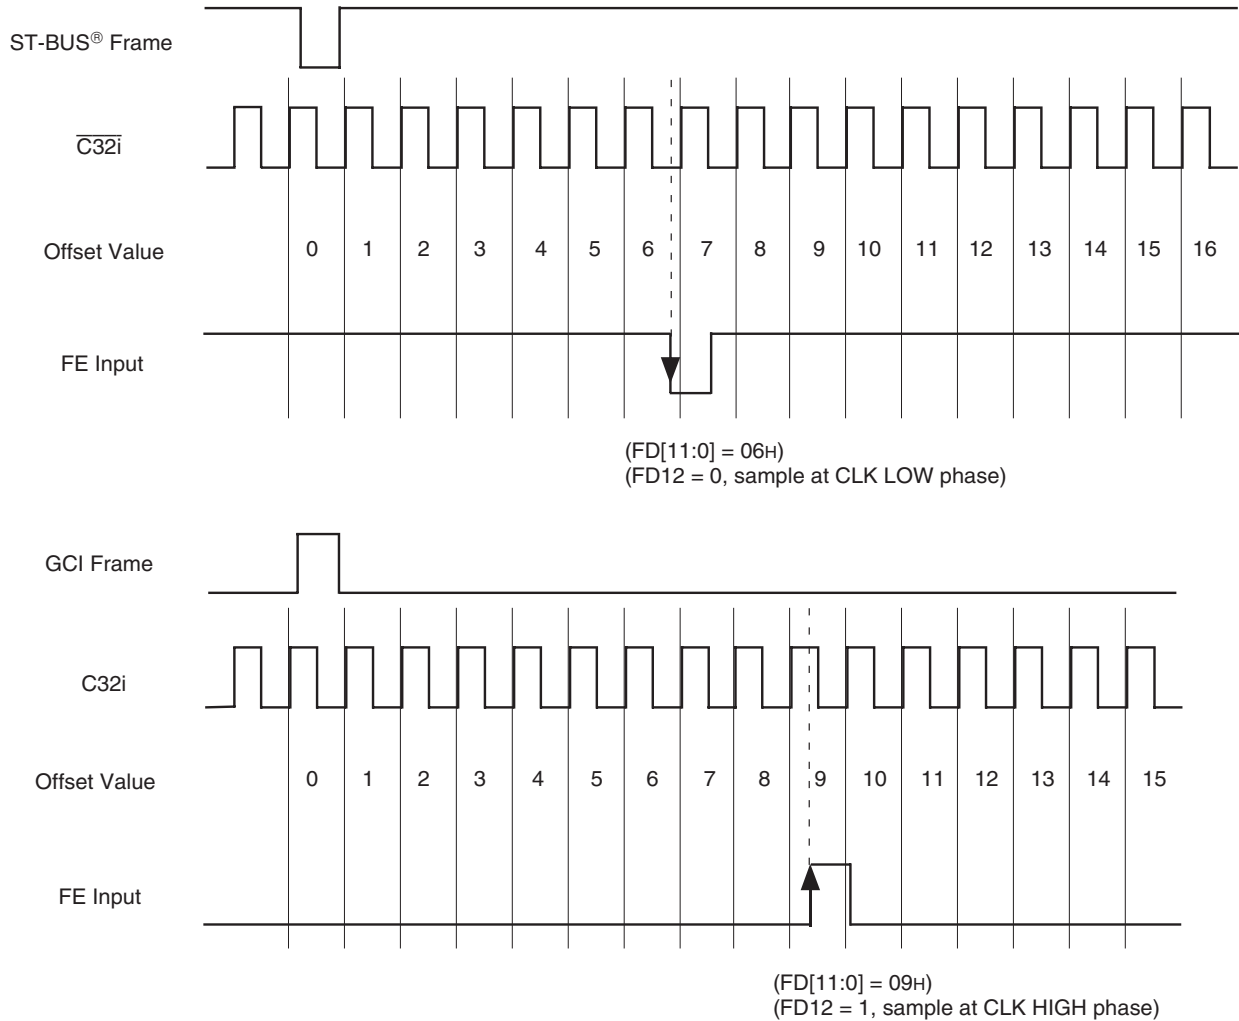 ST-BUS® Frame
C32i
Offset Value 0 1 2 3 4 5 6 7 8 9 10 11 12 13 14 15 16
FE Input
(FD[11:0] = 06H)
(FD12 = 0, sample at CLK LOW phase)
GCI Frame
C32i
Offset Value 0 1 2 3 4 5 6 7 8 9 10 11 12 13 14 15
FE Input
(FD[11:0] = 09H)
(FD12 = 1, sample at CLK HIGH phase)